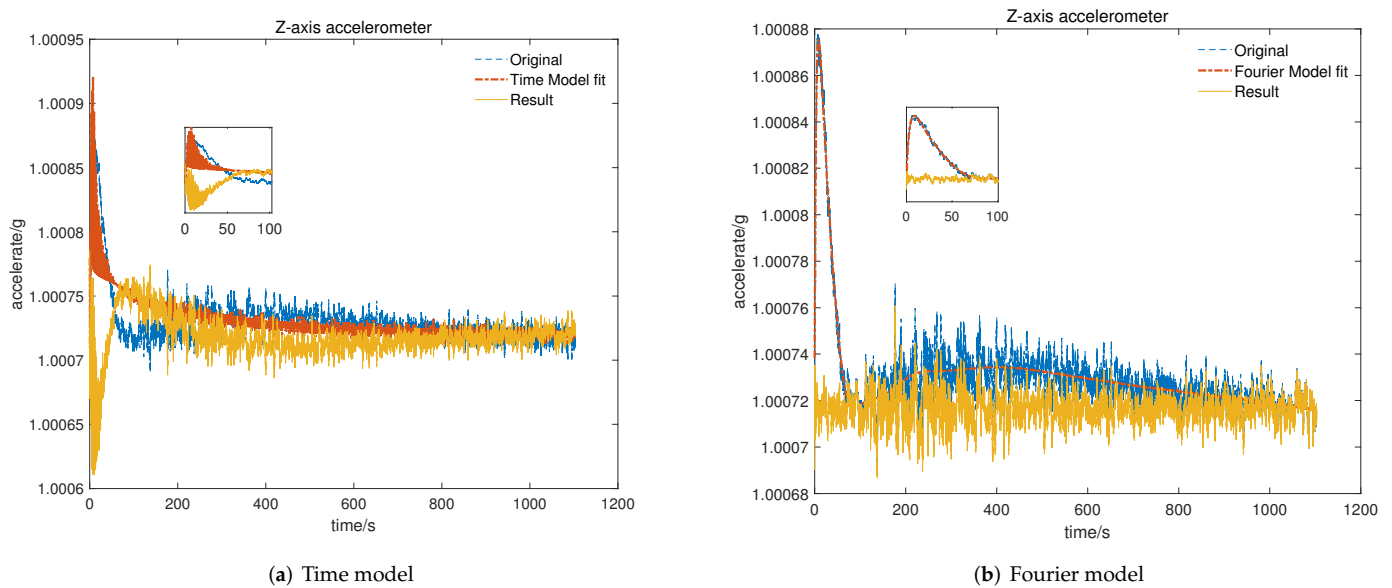 Z-axis accelerometer
1.00095
1.0009
1.00085
1.0008
1.00075
1.0007
1.00065
1.0006
accelerate/g
Original
Time Model fit
Result
0 50 100
0 200 400 600 800 1000 1200
time/s
(a) Time model
Z-axis accelerometer
1.00088
1.00086
1.00084
1.00082
1.0008
1.00078
1.00076
1.00074
1.00072
1.0007
1.00068
accelerate/g
Original
Fourier Model fit
Result
0 50 100
0 200 400 600 800 1000 1200
time/s
(b) Fourier model